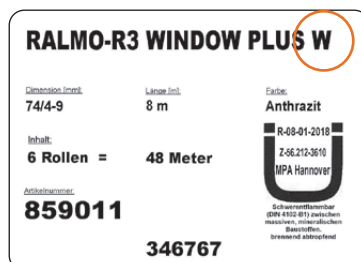 RALMO-R3 WINDOW PLUS W
Dimension [mm]: Länge [m]: Farbe:
74/4-9 8 m Anthrazit
R-08-01-2018
Inhalt: Z-56.212-3610
6 Rollen = 48 Meter MPA Hannover
Artikelnummer:
859011
Schwerentflammbar
(DIN 4102-B1) zwischen
massiven, mineralischen
Baustoffen.
brennend abtropfend
346767